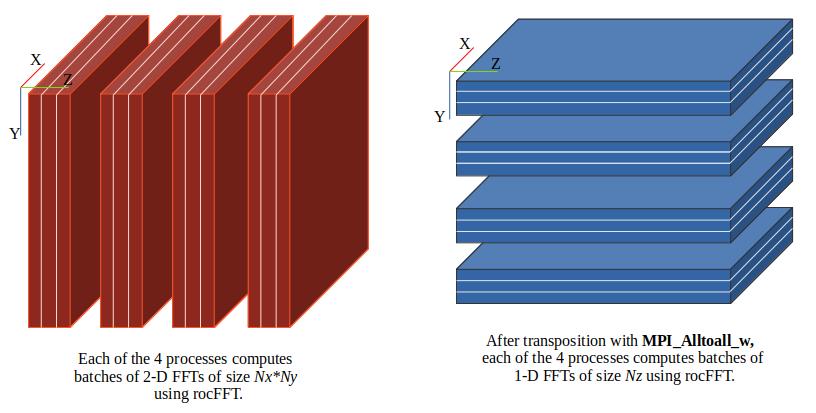 X
Z
Y
Each of the 4 processes computes
batches of 2-D FFTs of size Nx*Ny
using rocFFT.
X
Z
Y
After transposition with MPI_Alltoall_w,
each of the 4 processes computes batches of
1-D FFTs of size Nz using rocFFT.